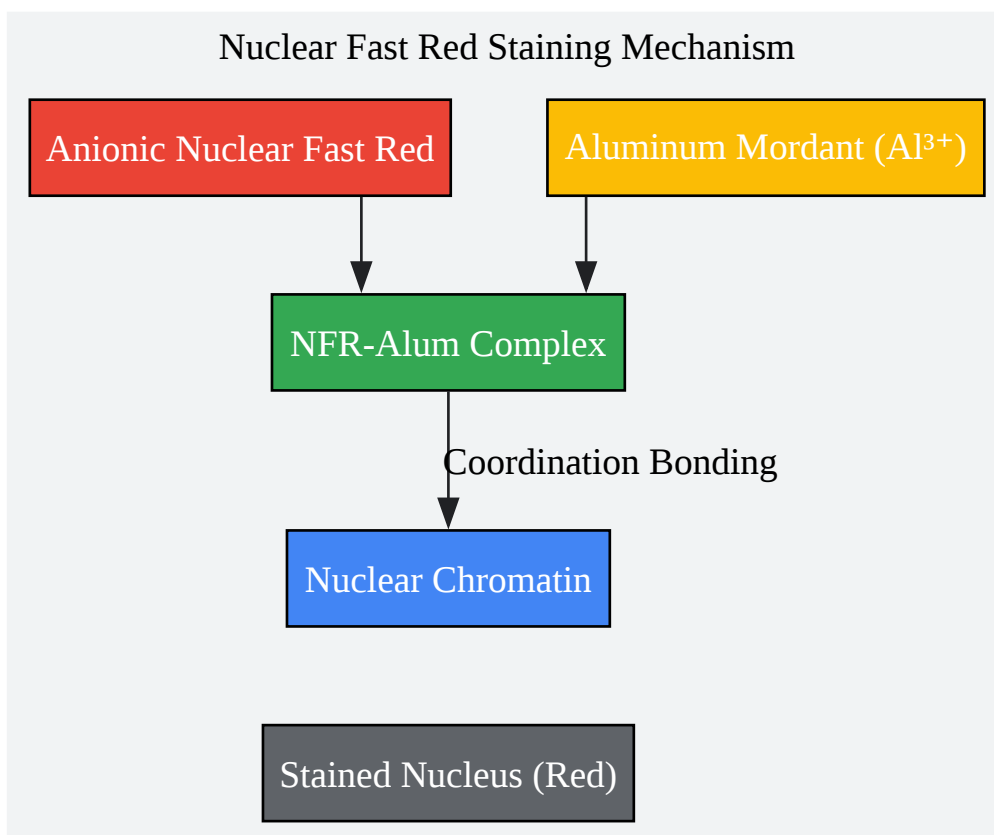 Nuclear Fast Red Staining Mechanism
Anionic Nuclear Fast Red
Aluminum Mordant (Al³⁺)
NFR-Alum Complex
Coordination Bonding
Nuclear Chromatin
Stained Nucleus (Red)